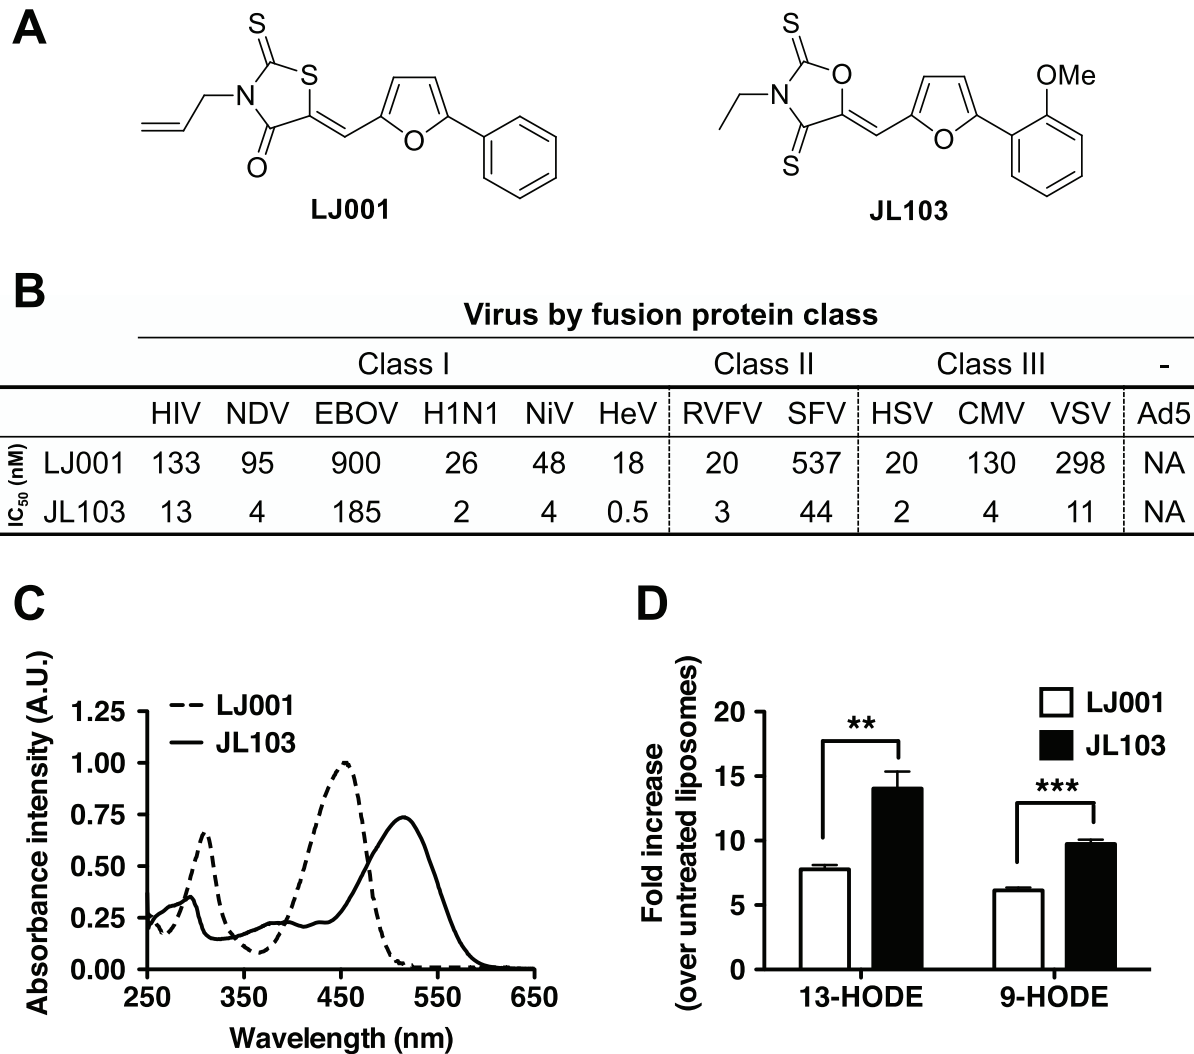 A
S
N
S
O
O
LJ001
S
N
O
S
O
OMe
JL103
B
Virus by fusion protein class
Class I Class II Class III -
HIV NDV EBOV H1N1 NiV HeV RVFV SFV HSV CMV VSV Ad5
IC50 (nM)
LJ001 133 95 900 26 48 18 20 537 20 130 298 NA
JL103 13 4 185 2 4 0.5 3 44 2 4 11 NA
C
Absorbance intensity (A.U.)
1.25
1.00
0.75
0.50
0.25
0.00
LJ001
JL103
250 350 450 550 650
Wavelength (nm)
D
Fold increase
(over untreated liposomes)
20
15
10
5
0
LJ001
JL103
**
***
13-HODE 9-HODE